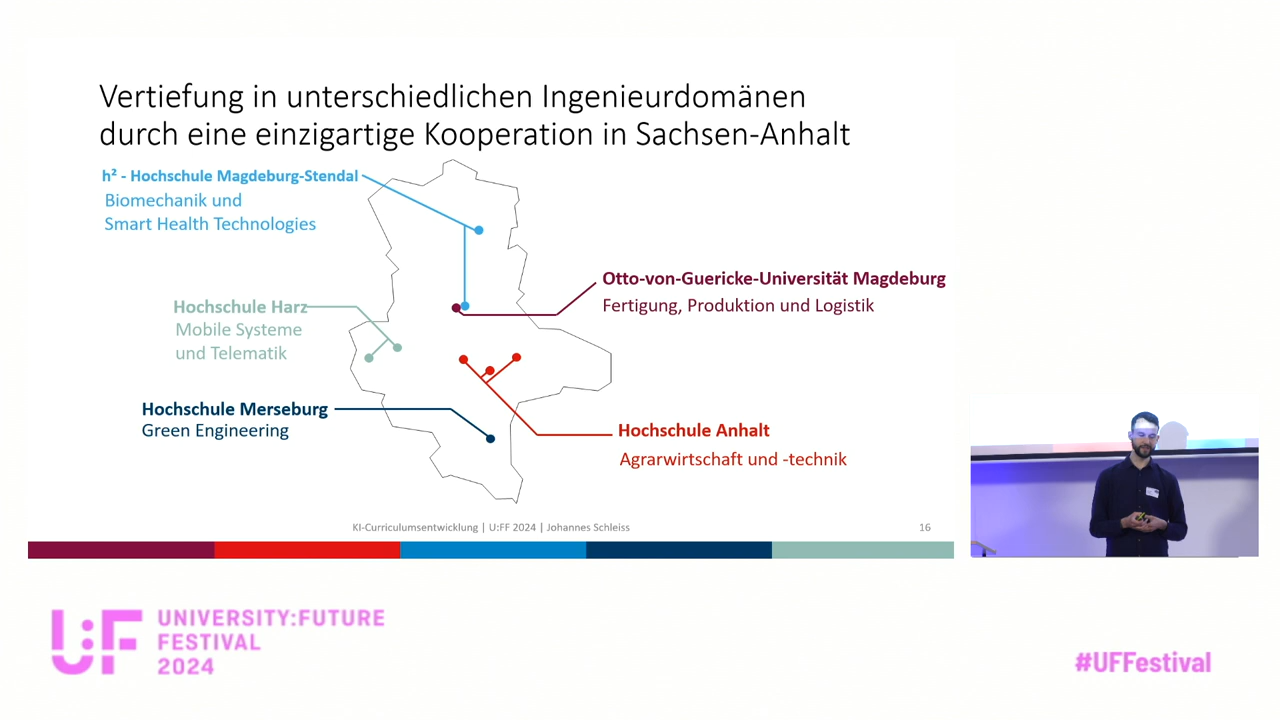 Vertiefung in unterschiedlichen Ingenieurdomänen
durch eine einzigartige Kooperation in Sachsen-Anhalt
h² - Hochschule Magdeburg-Stendal
Biomechanik und
Smart Health Technologies
Otto-von-Guericke-Universität Magdeburg
Fertigung, Produktion und Logistik
Hochschule Harz
Mobile Systeme
und Telematik
Hochschule Merseburg
Green Engineering
Hochschule Anhalt
Agrarwirtschaft und -technik
KI-Curriculumsentwicklung | U:FF 2024 | Johannes Schleiss
16
U:F
UNIVERSITY:FUTURE
FESTIVAL
2024
#UFFestival